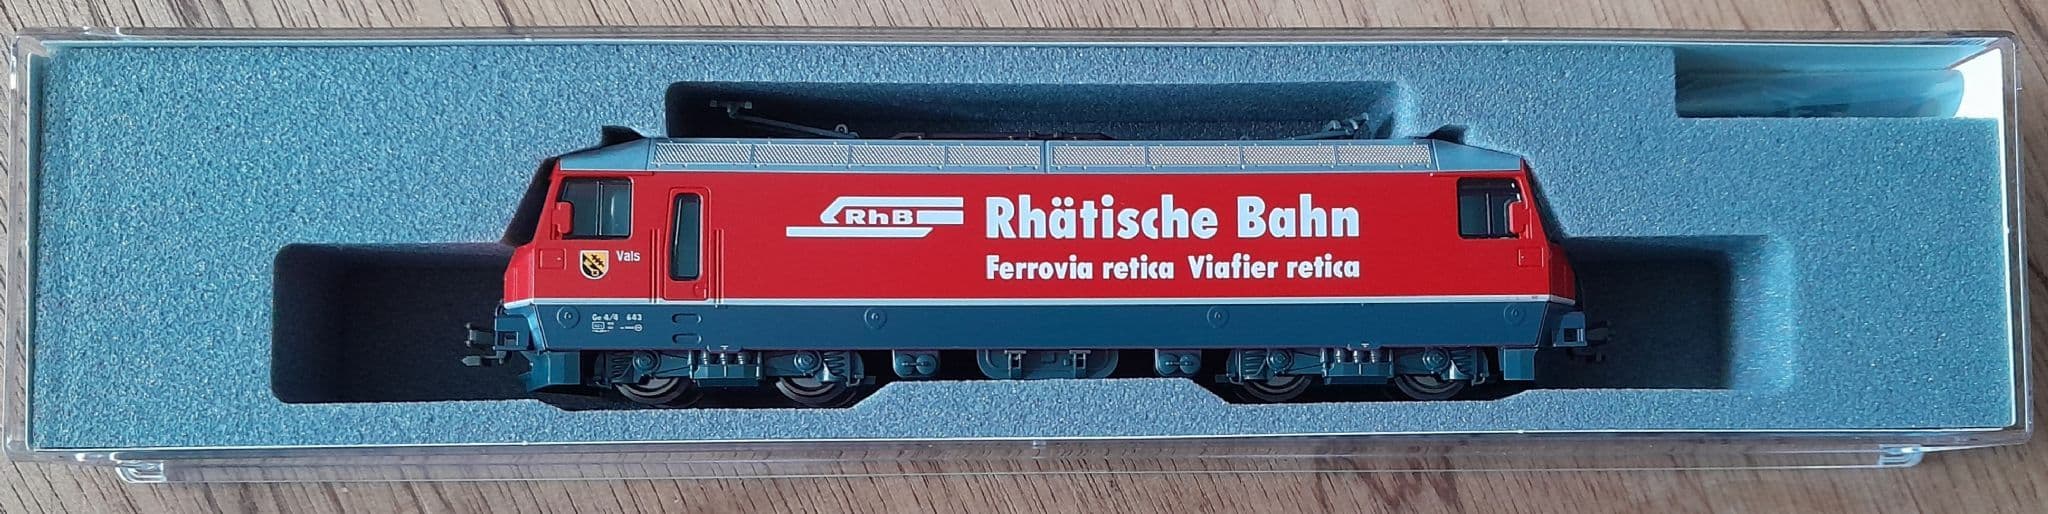 RhB
Rhätische Bahn
Ferrovia retica Viafier retica
Vals
Ge 4/4 643